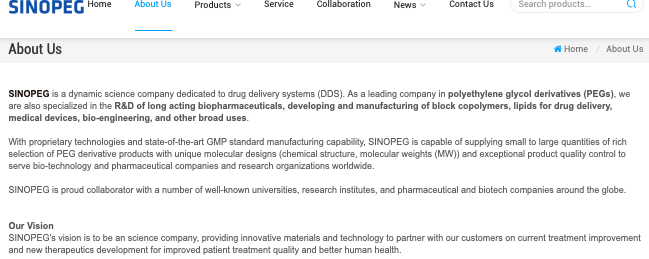 SINOPEG Home About Us Products Service Collaboration News Contact Us Search products...
About Us Home / About Us
SINOPEG is a dynamic science company dedicated to drug delivery systems (DDS). As a leading company in polyethylene glycol derivatives (PEGs), we
are also specialized in the R&D of long acting biopharmaceuticals, developing and manufacturing of block copolymers, lipids for drug delivery,
medical devices, bio-engineering, and other broad uses.
With proprietary technologies and state-of-the-art GMP standard manufacturing capability, SINOPEG is capable of supplying small to large quantities of rich
selection of PEG derivative products with unique molecular designs (chemical structure, molecular weights (MW)) and exceptional product quality control to
serve bio-technology and pharmaceutical companies and research organizations worldwide.
SINOPEG is proud collaborator with a number of well-known universities, research institutes, and pharmaceutical and biotech companies around the globe.
Our Vision
SINOPEG's vision is to be an science company, providing innovative materials and technology to partner with our customers on current treatment improvement
and new therapeutics development for improved patient treatment quality and better human health.